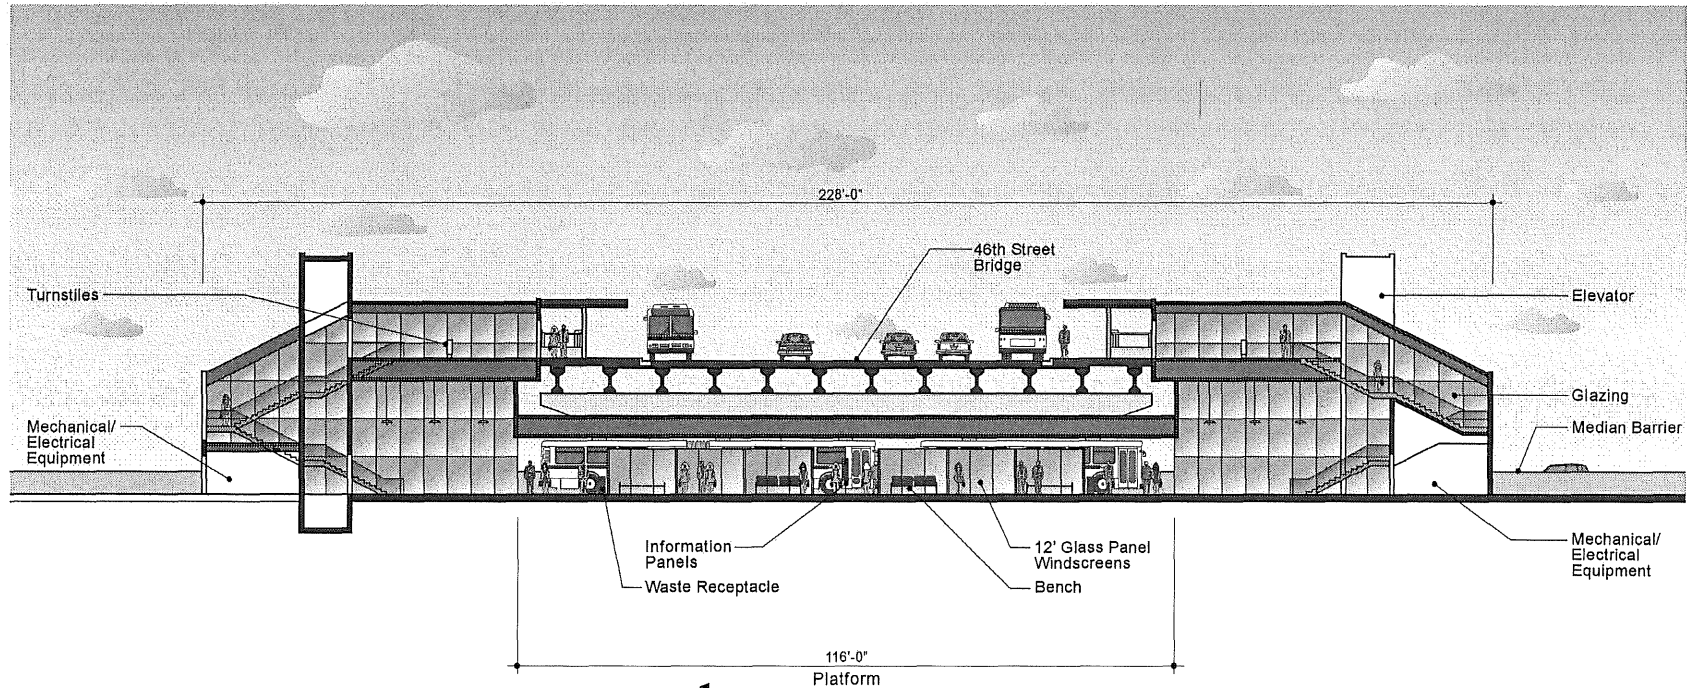 228'-0"
46th Street
Bridge
Turnstiles
Elevator
Glazing
Mechanical/
Electrical
Equipment
Median Barrier
Information
Panels
Waste Receptacle
12' Glass Panel
Windscreens
Bench
Mechanical/
Electrical
Equipment
116'-0"
Platform